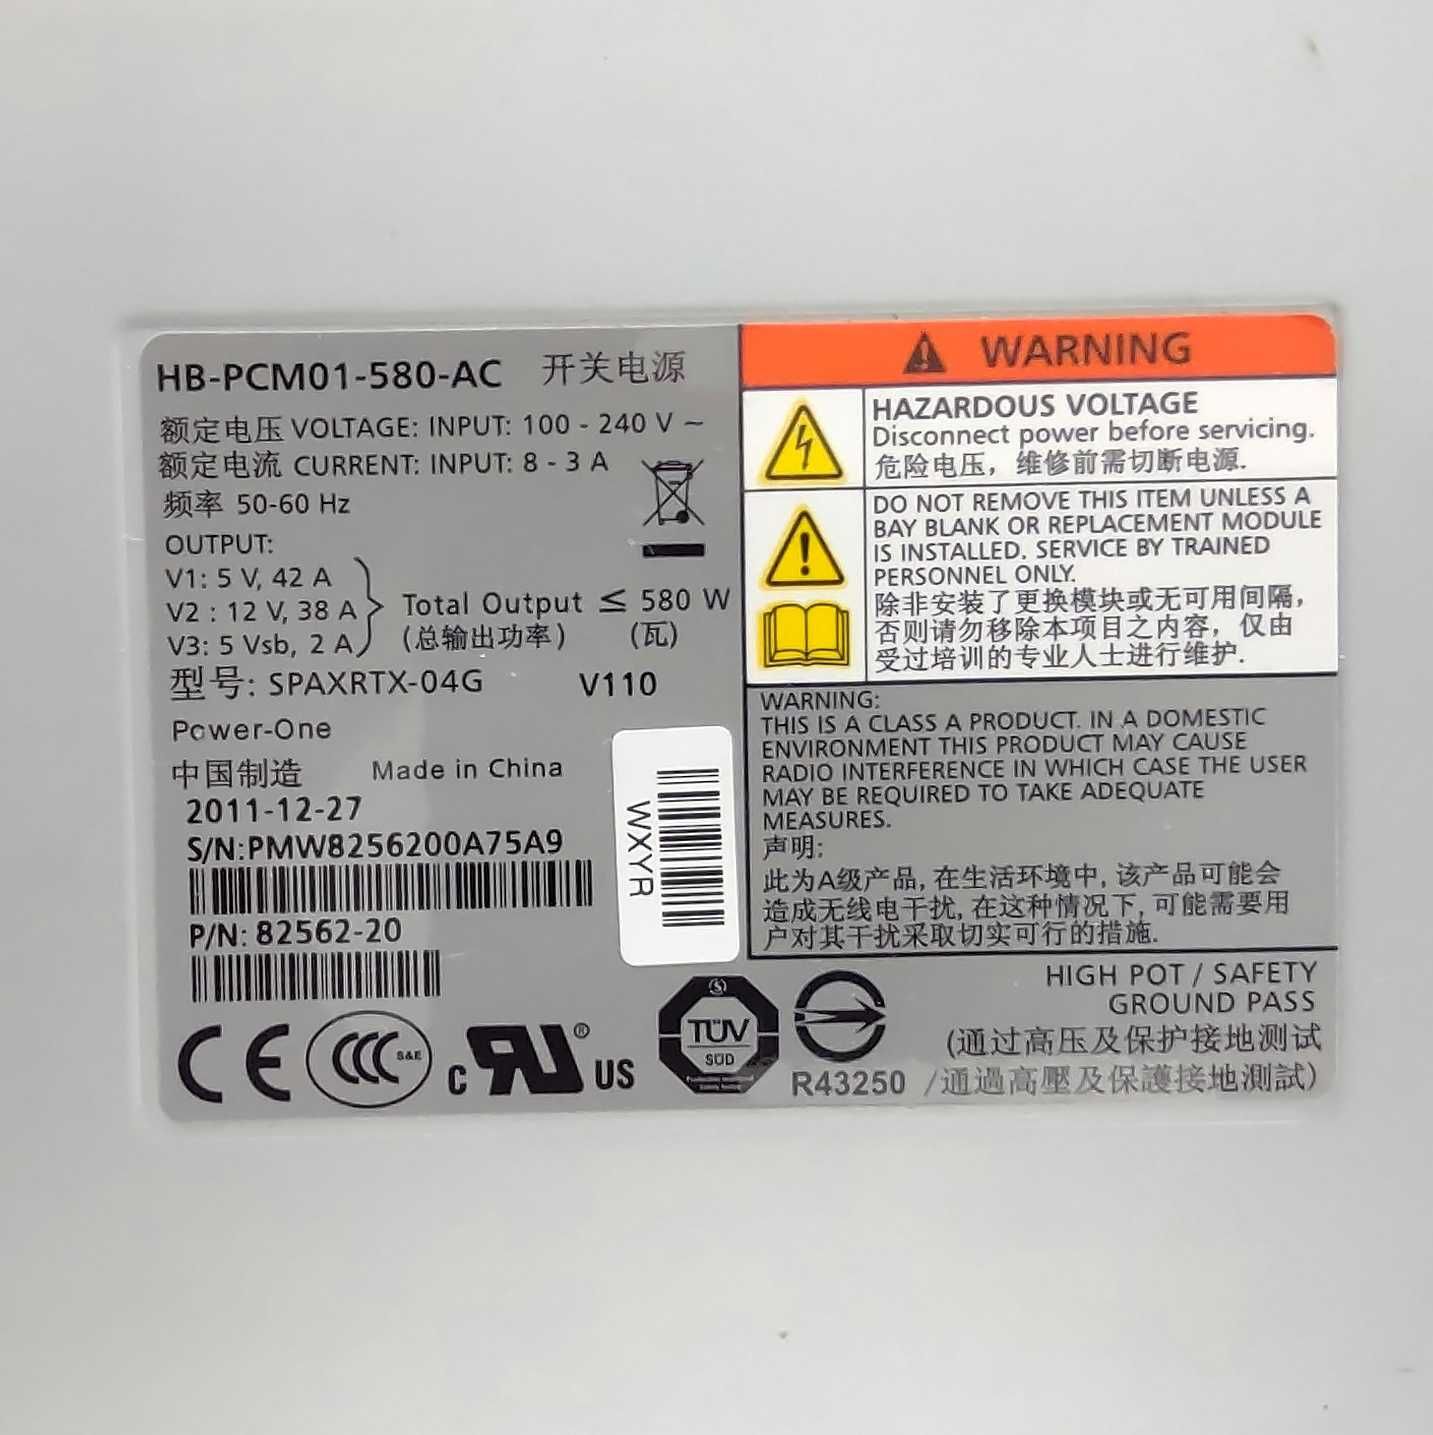 HB-PCM01-580-AC 开关电源
额定电压 VOLTAGE: INPUT: 100 - 240 V ~
额定电流 CURRENT: INPUT: 8 - 3 A
频率 50-60 Hz
OUTPUT:
V1: 5 V, 42 A
V2 : 12 V, 38 A
V3: 5 Vsb, 2 A
Total Output ≤ 580 W
(总输出功率) (瓦)
型号: SPAXRTX-04G V110
Power-One
中国制造 Made in China
2011-12-27
S/N:PMW8256200A75A9
P/N: 82562-20
WXYR
CE
CCC S&E
c RU ® US
TÜV
SÜD
R43250
WARNING
HAZARDOUS VOLTAGE
Disconnect power before servicing.
危险电压，维修前需切断电源.
DO NOT REMOVE THIS ITEM UNLESS A
BAY BLANK OR REPLACEMENT MODULE
IS INSTALLED. SERVICE BY TRAINED
PERSONNEL ONLY.
除非安装了更换模块或无可用间隔，
否则请勿移除本项目之内容，仅由
受过培训的专业人士进行维护.
WARNING:
THIS IS A CLASS A PRODUCT. IN A DOMESTIC
ENVIRONMENT THIS PRODUCT MAY CAUSE
RADIO INTERFERENCE IN WHICH CASE THE USER
MAY BE REQUIRED TO TAKE ADEQUATE
MEASURES.
声明:
此为A级产品, 在生活环境中, 该产品可能会
造成无线电干扰, 在这种情况下, 可能需要用
户对其干扰采取切实可行的措施.
HIGH POT / SAFETY
GROUND PASS
(通过高压及保护接地测试
/通過高壓及保護接地測試)